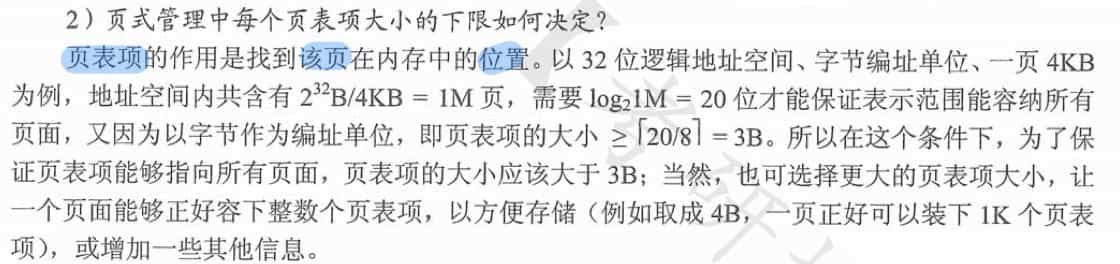 2）页式管理中每个页表项大小的下限如何决定？
页表项的作用是找到该页在内存中的位置。以 32 位逻辑地址空间、字节编址单位、一页 4KB
为例，地址空间内共含有 2³²B/4KB = 1M 页，需要 log₂1M = 20 位才能保证表示范围能容纳所有
页面，又因为以字节作为编址单位，即页表项的大小 ≥ ⌈20/8⌉ = 3B。所以在这个条件下，为了保
证页表项能够指向所有页面，页表项的大小应该大于 3B；当然，也可选择更大的页表项大小，让
一个页面能够正好容下整数个页表项，以方便存储（例如取成 4B，一页正好可以装下 1K 个页表
项），或增加一些其他信息。